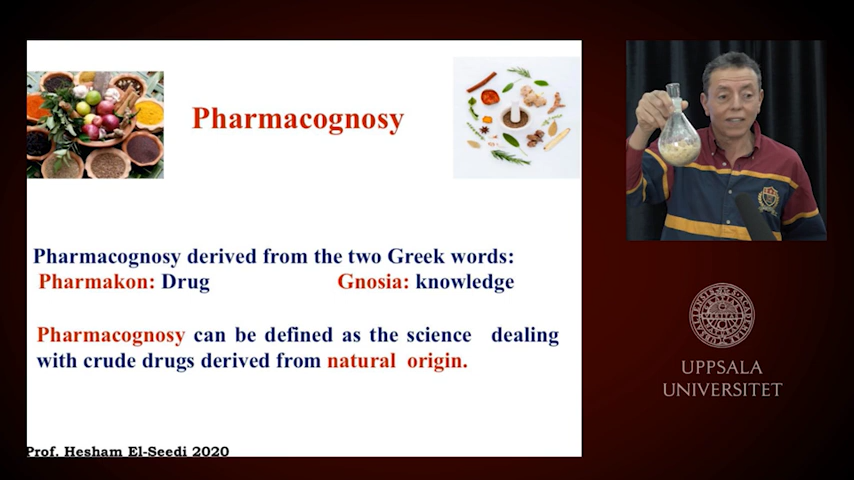 Pharmacognosy
Pharmacognosy derived from the two Greek words:
Pharmakon: Drug Gnosia: knowledge
Pharmacognosy can be defined as the science dealing
with crude drugs derived from natural origin.
Prof. Hesham El-Seedi 2020
UPPSALA
UNIVERSITET